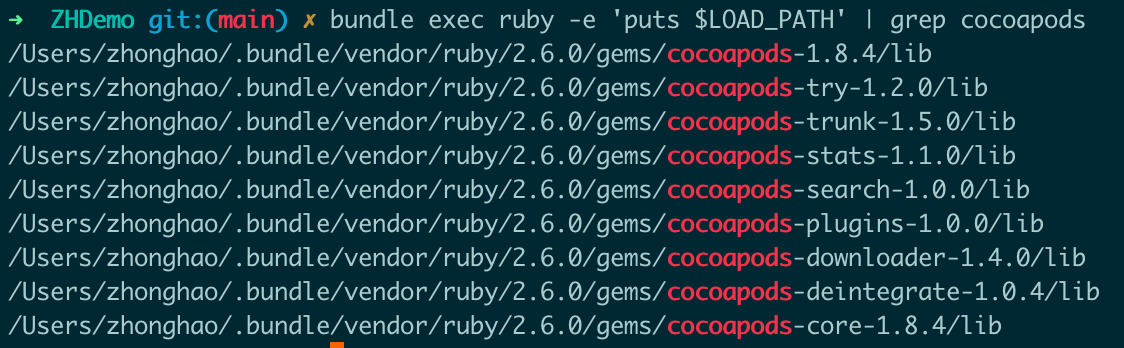 ➜  ZHDemo git:(main) ✗ bundle exec ruby -e 'puts $LOAD_PATH' | grep cocoapods
/Users/zhonghao/.bundle/vendor/ruby/2.6.0/gems/cocoapods-1.8.4/lib
/Users/zhonghao/.bundle/vendor/ruby/2.6.0/gems/cocoapods-try-1.2.0/lib
/Users/zhonghao/.bundle/vendor/ruby/2.6.0/gems/cocoapods-trunk-1.5.0/lib
/Users/zhonghao/.bundle/vendor/ruby/2.6.0/gems/cocoapods-stats-1.1.0/lib
/Users/zhonghao/.bundle/vendor/ruby/2.6.0/gems/cocoapods-search-1.0.0/lib
/Users/zhonghao/.bundle/vendor/ruby/2.6.0/gems/cocoapods-plugins-1.0.0/lib
/Users/zhonghao/.bundle/vendor/ruby/2.6.0/gems/cocoapods-downloader-1.4.0/lib
/Users/zhonghao/.bundle/vendor/ruby/2.6.0/gems/cocoapods-deintegrate-1.0.4/lib
/Users/zhonghao/.bundle/vendor/ruby/2.6.0/gems/cocoapods-core-1.8.4/lib